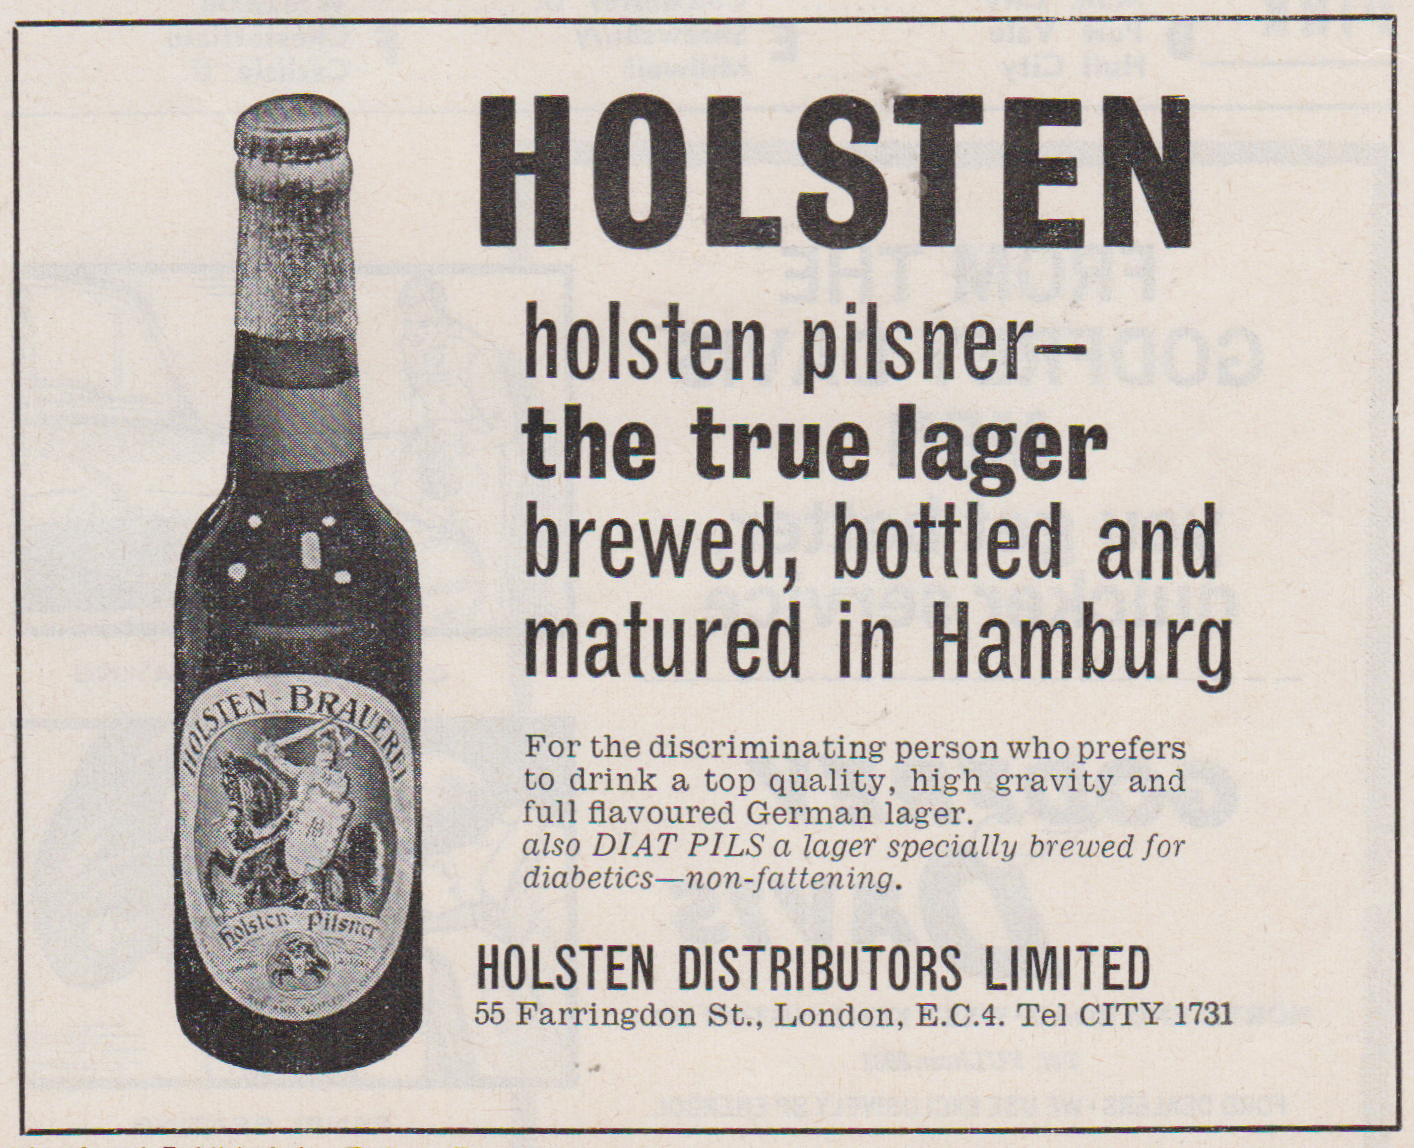 HOLSTEN
holsten pilsner—
the true lager
brewed, bottled and
matured in Hamburg
For the discriminating person who prefers
to drink a top quality, high gravity and
full flavoured German lager.
also DIAT PILS a lager specially brewed for
diabetics—non-fattening.
HOLSTEN DISTRIBUTORS LIMITED
55 Farringdon St., London, E.C.4. Tel CITY 1731
HOLSTEN-BRAUEREI
Holsten Pilsner